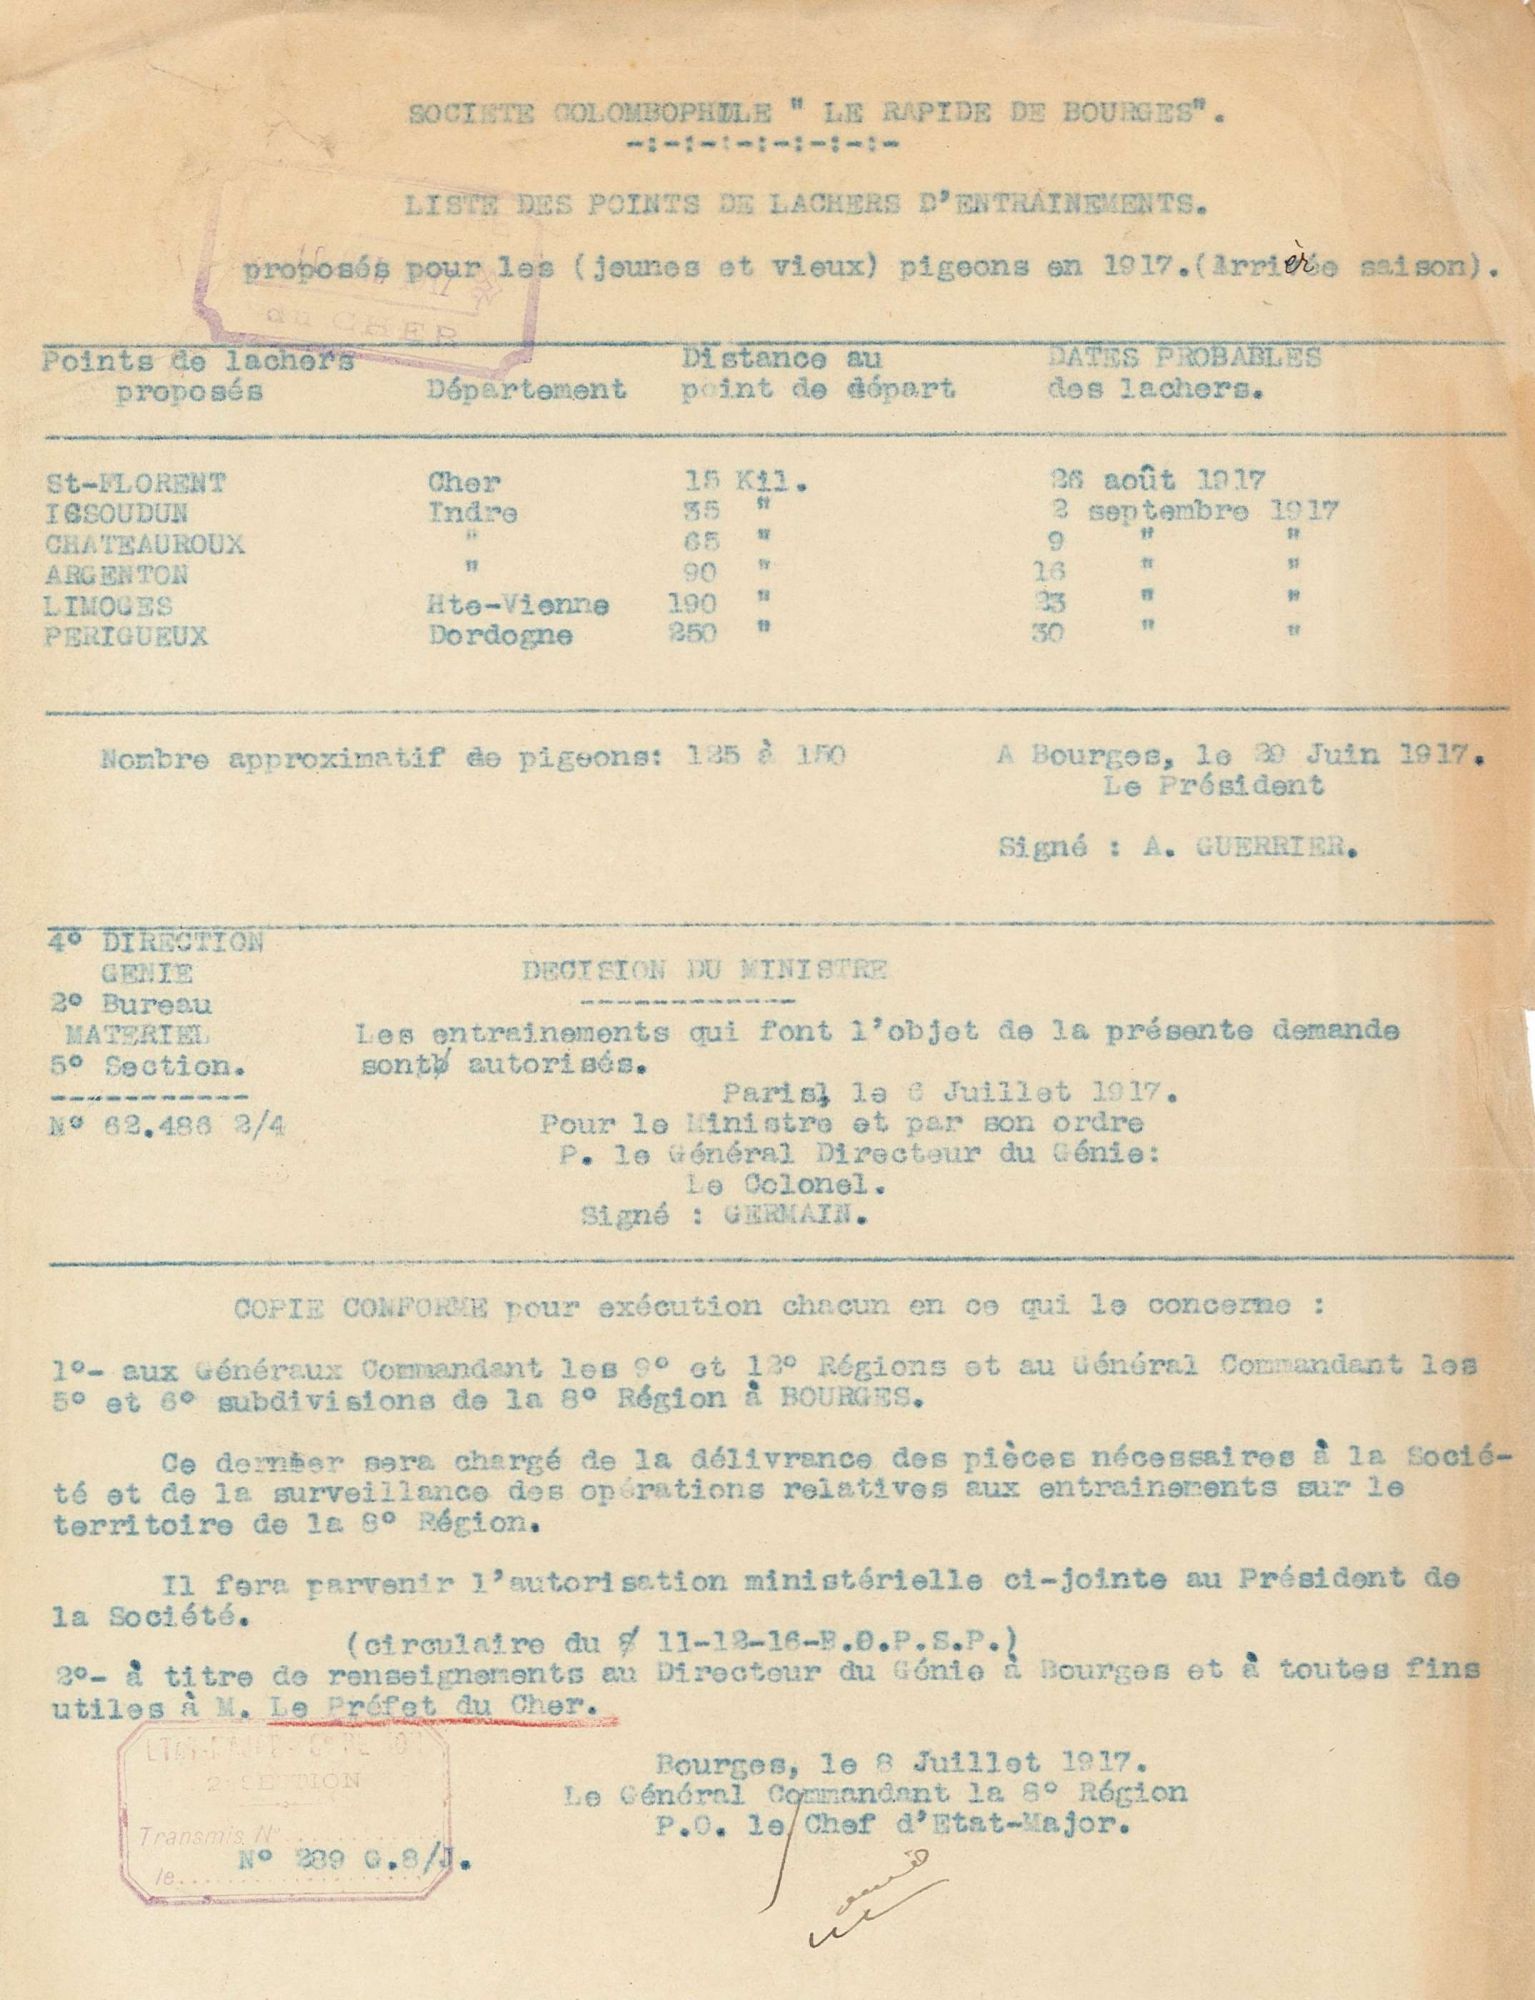 SOCIETE COLOMBOPHILE " LE RAPIDE DE BOURGES".
-:-:-:-:-:-:-:-
LISTE DES POINTS DE LACHERS D'ENTRAINEMENTS.
proposés pour les (jeunes et vieux) pigeons en 1917.(Arrière saison).
du CHER
Points de lachers proposés Département Distance au point de départ DATES PROBABLES des lachers.
St-FLORENT Cher 15 Kil. 26 août 1917
ISSOUDUN Indre 35 " 2 septembre 1917
CHATEAUROUX " 65 " 9 " "
ARGENTON " 90 " 16 " "
LIMOGES Hte-Vienne 190 " 23 " "
PERIGUEUX Dordogne 250 " 30 " "
Nombre approximatif de pigeons: 125 à 150
A Bourges, le 29 Juin 1917.
Le Président
Signé : A. GUERRIER.
4° DIRECTION
GENIE
2° Bureau
MATERIEL
5° Section.
-----------
N° 62.486 2/4
DECISION DU MINISTRE
------------
Les entrainements qui font l'objet de la présente demande
sont autorisés.
Paris, le 6 Juillet 1917.
Pour le Ministre et par son ordre
P. le Général Directeur du Génie:
Le Colonel.
Signé : GERMAIN.
COPIE CONFORME pour exécution chacun en ce qui le concerne :
1°- aux Généraux Commandant les 9° et 12° Régions et au Général Commandant les
5° et 6° subdivisions de la 8° Région à BOURGES.
Ce dernier sera chargé de la délivrance des pièces nécessaires à la Socié-
té et de la surveillance des opérations relatives aux entrainements sur le
territoire de la 8° Région.
Il fera parvenir l'autorisation ministérielle ci-jointe au Président de
la Société.
(circulaire du 11-12-16-B.O.P.S.P.)
2°- à titre de renseignements au Directeur du Génie à Bourges et à toutes fins
utiles à M. Le Préfet du Cher.
2e SECTION
Transmis N°
le
N° 289 G.8/J.
Bourges, le 8 Juillet 1917.
Le Général Commandant la 8° Région
P.O. le Chef d'Etat-Major.